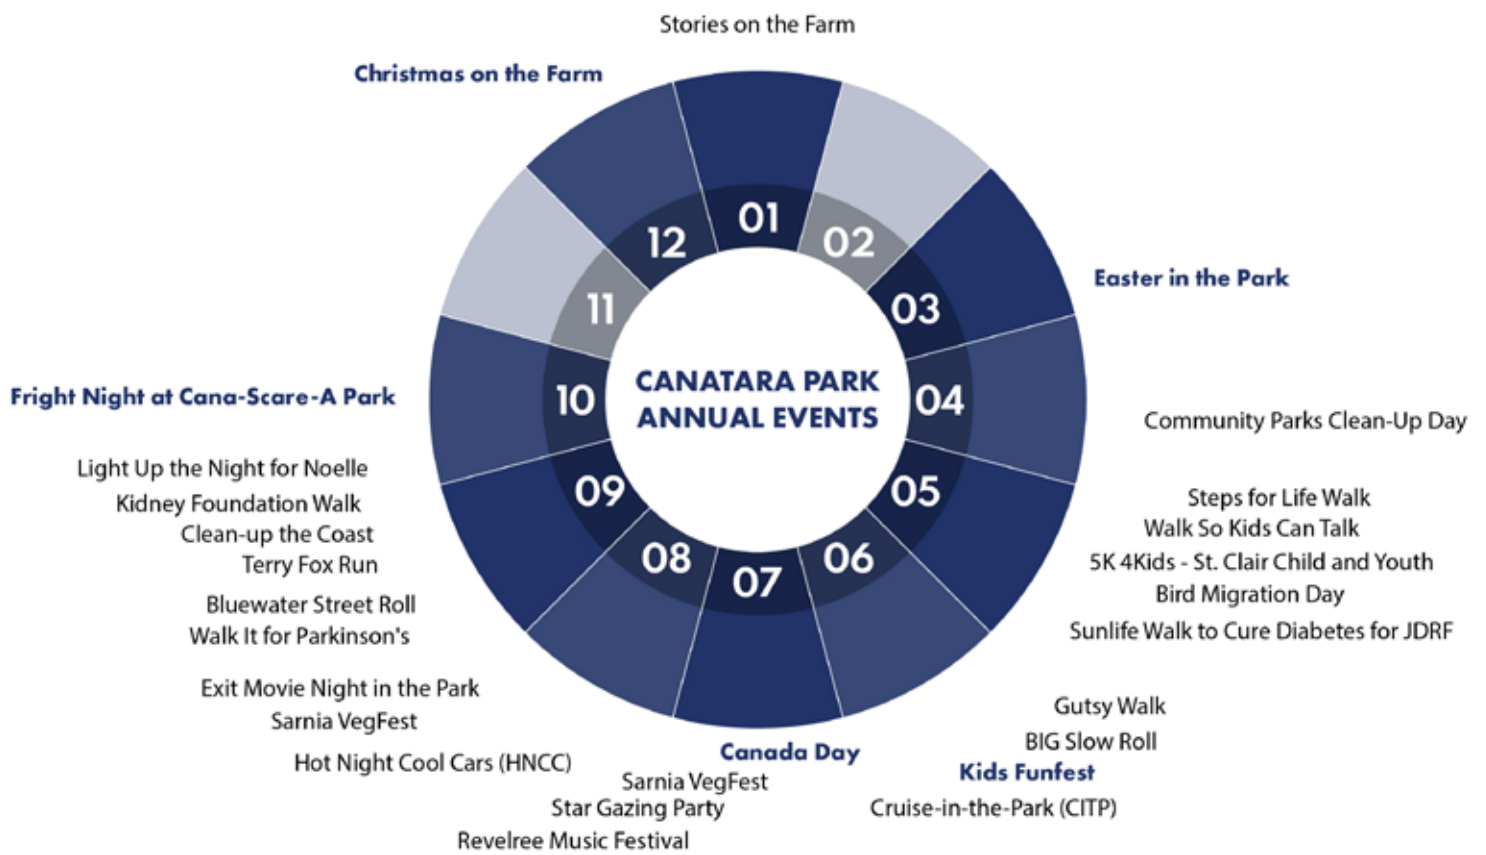 Stories on the Farm
Christmas on the Farm
01
02
03
04
05
06
07
08
09
10
11
12
CANATARA PARK
ANNUAL EVENTS
Easter in the Park
Community Parks Clean-Up Day
Steps for Life Walk
Walk So Kids Can Talk
5K 4Kids - St. Clair Child and Youth
Bird Migration Day
Sunlife Walk to Cure Diabetes for JDRF
Gutsy Walk
BIG Slow Roll
Kids Funfest
Cruise-in-the-Park (CITP)
Canada Day
Sarnia VegFest
Star Gazing Party
Revelree Music Festival
Exit Movie Night in the Park
Sarnia VegFest
Hot Night Cool Cars (HNCC)
Light Up the Night for Noelle
Kidney Foundation Walk
Clean-up the Coast
Terry Fox Run
Bluewater Street Roll
Walk It for Parkinson's
Fright Night at Cana-Scare-A Park